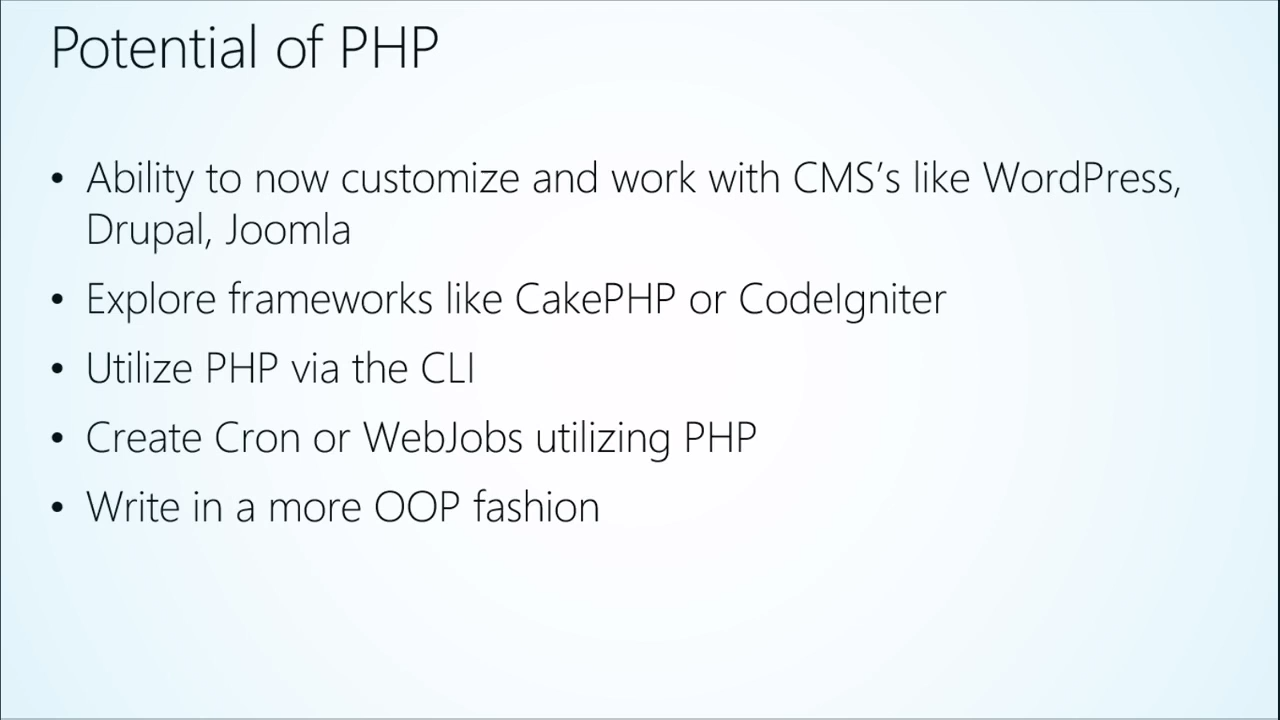 Potential of PHP
• Ability to now customize and work with CMS’s like WordPress,
Drupal, Joomla
• Explore frameworks like CakePHP or CodeIgniter
• Utilize PHP via the CLI
• Create Cron or WebJobs utilizing PHP
• Write in a more OOP fashion